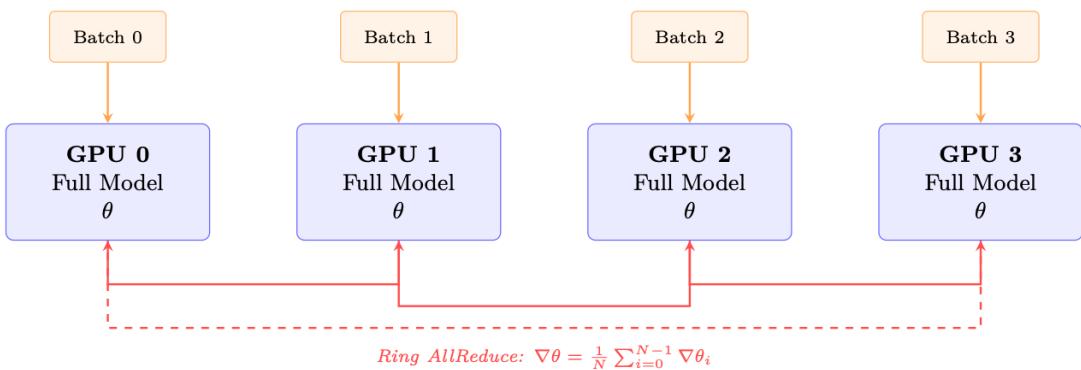 Batch 0
Batch 1
Batch 2
Batch 3
GPU 0
Full Model
θ
GPU 1
Full Model
θ
GPU 2
Full Model
θ
GPU 3
Full Model
θ
Ring AllReduce: ∇θ = 1/N ∑_{i=0}^{N−1} ∇θ_i